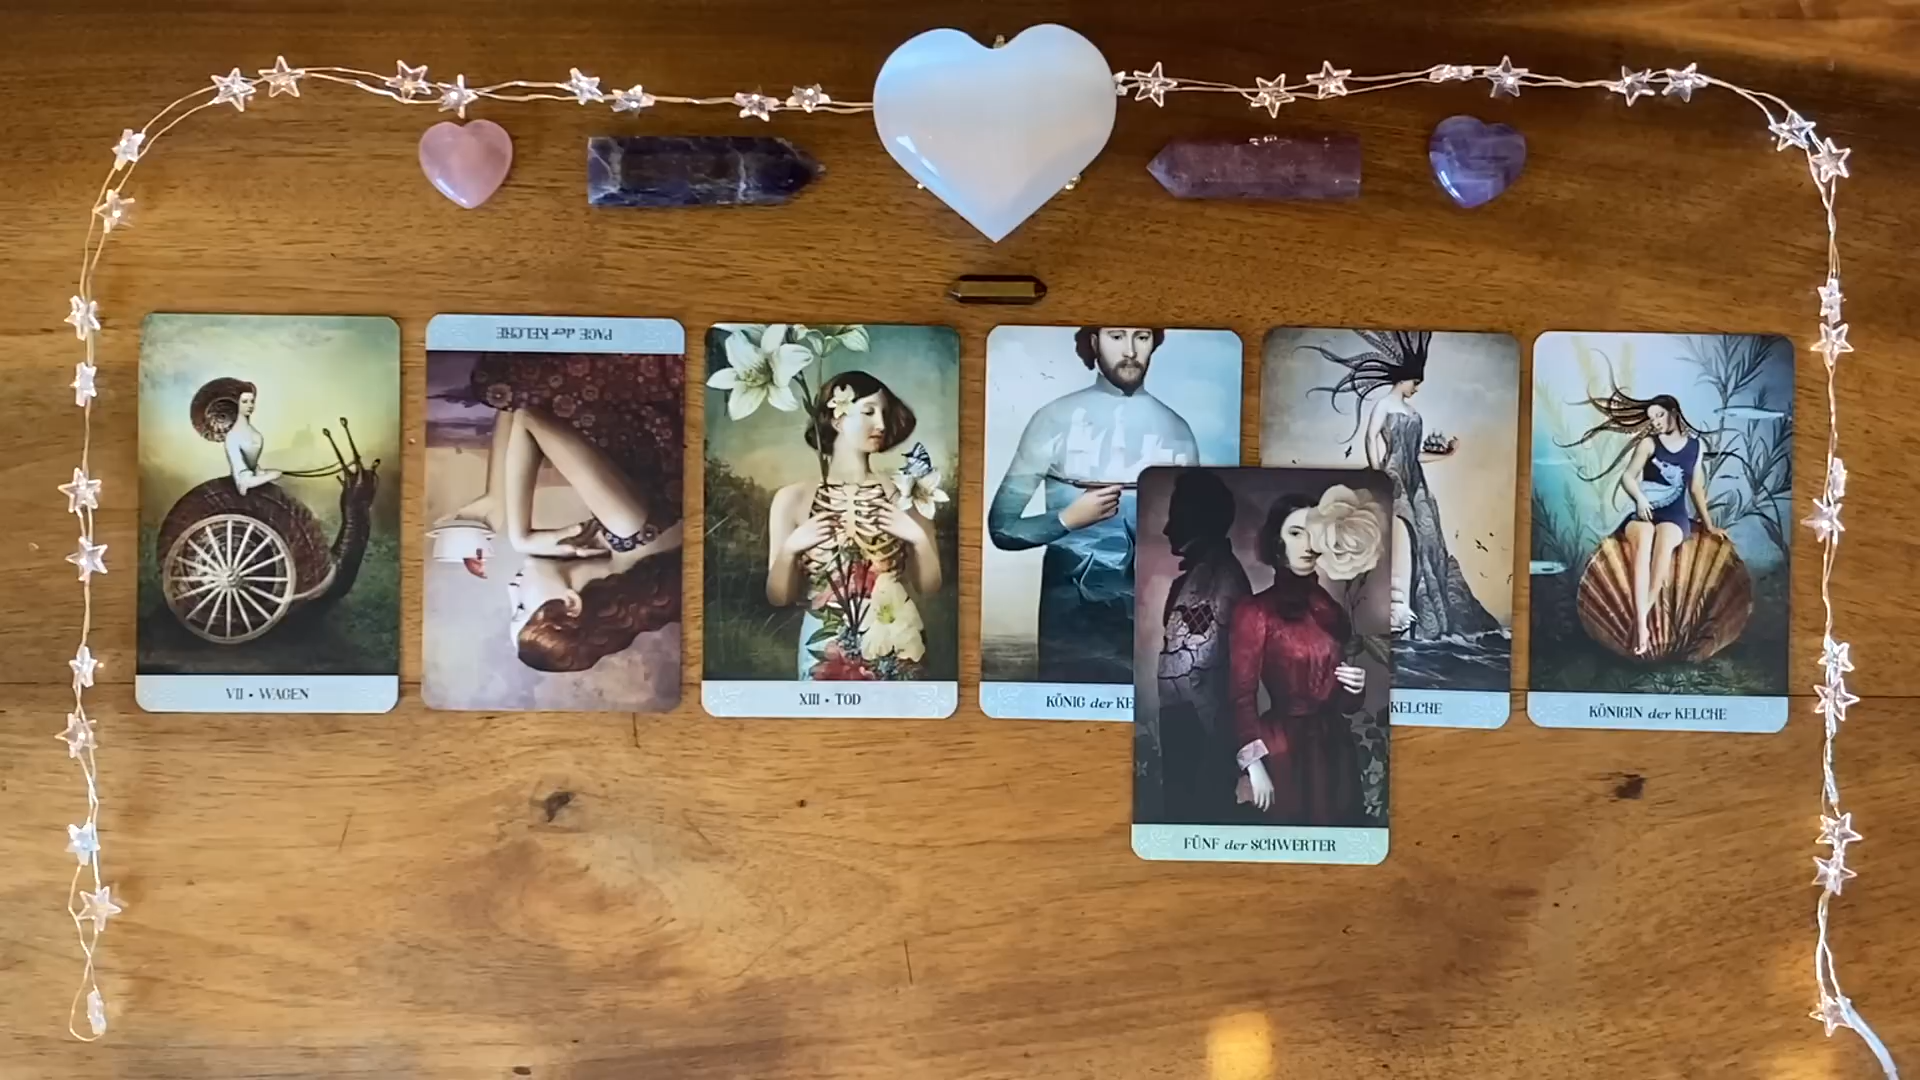 VII • WAGEN
PAGE der KELCHE
XIII • TOD
KÖNIG der KE
KELCHE
KÖNIGIN der KELCHE
FÜNF der SCHWERTER